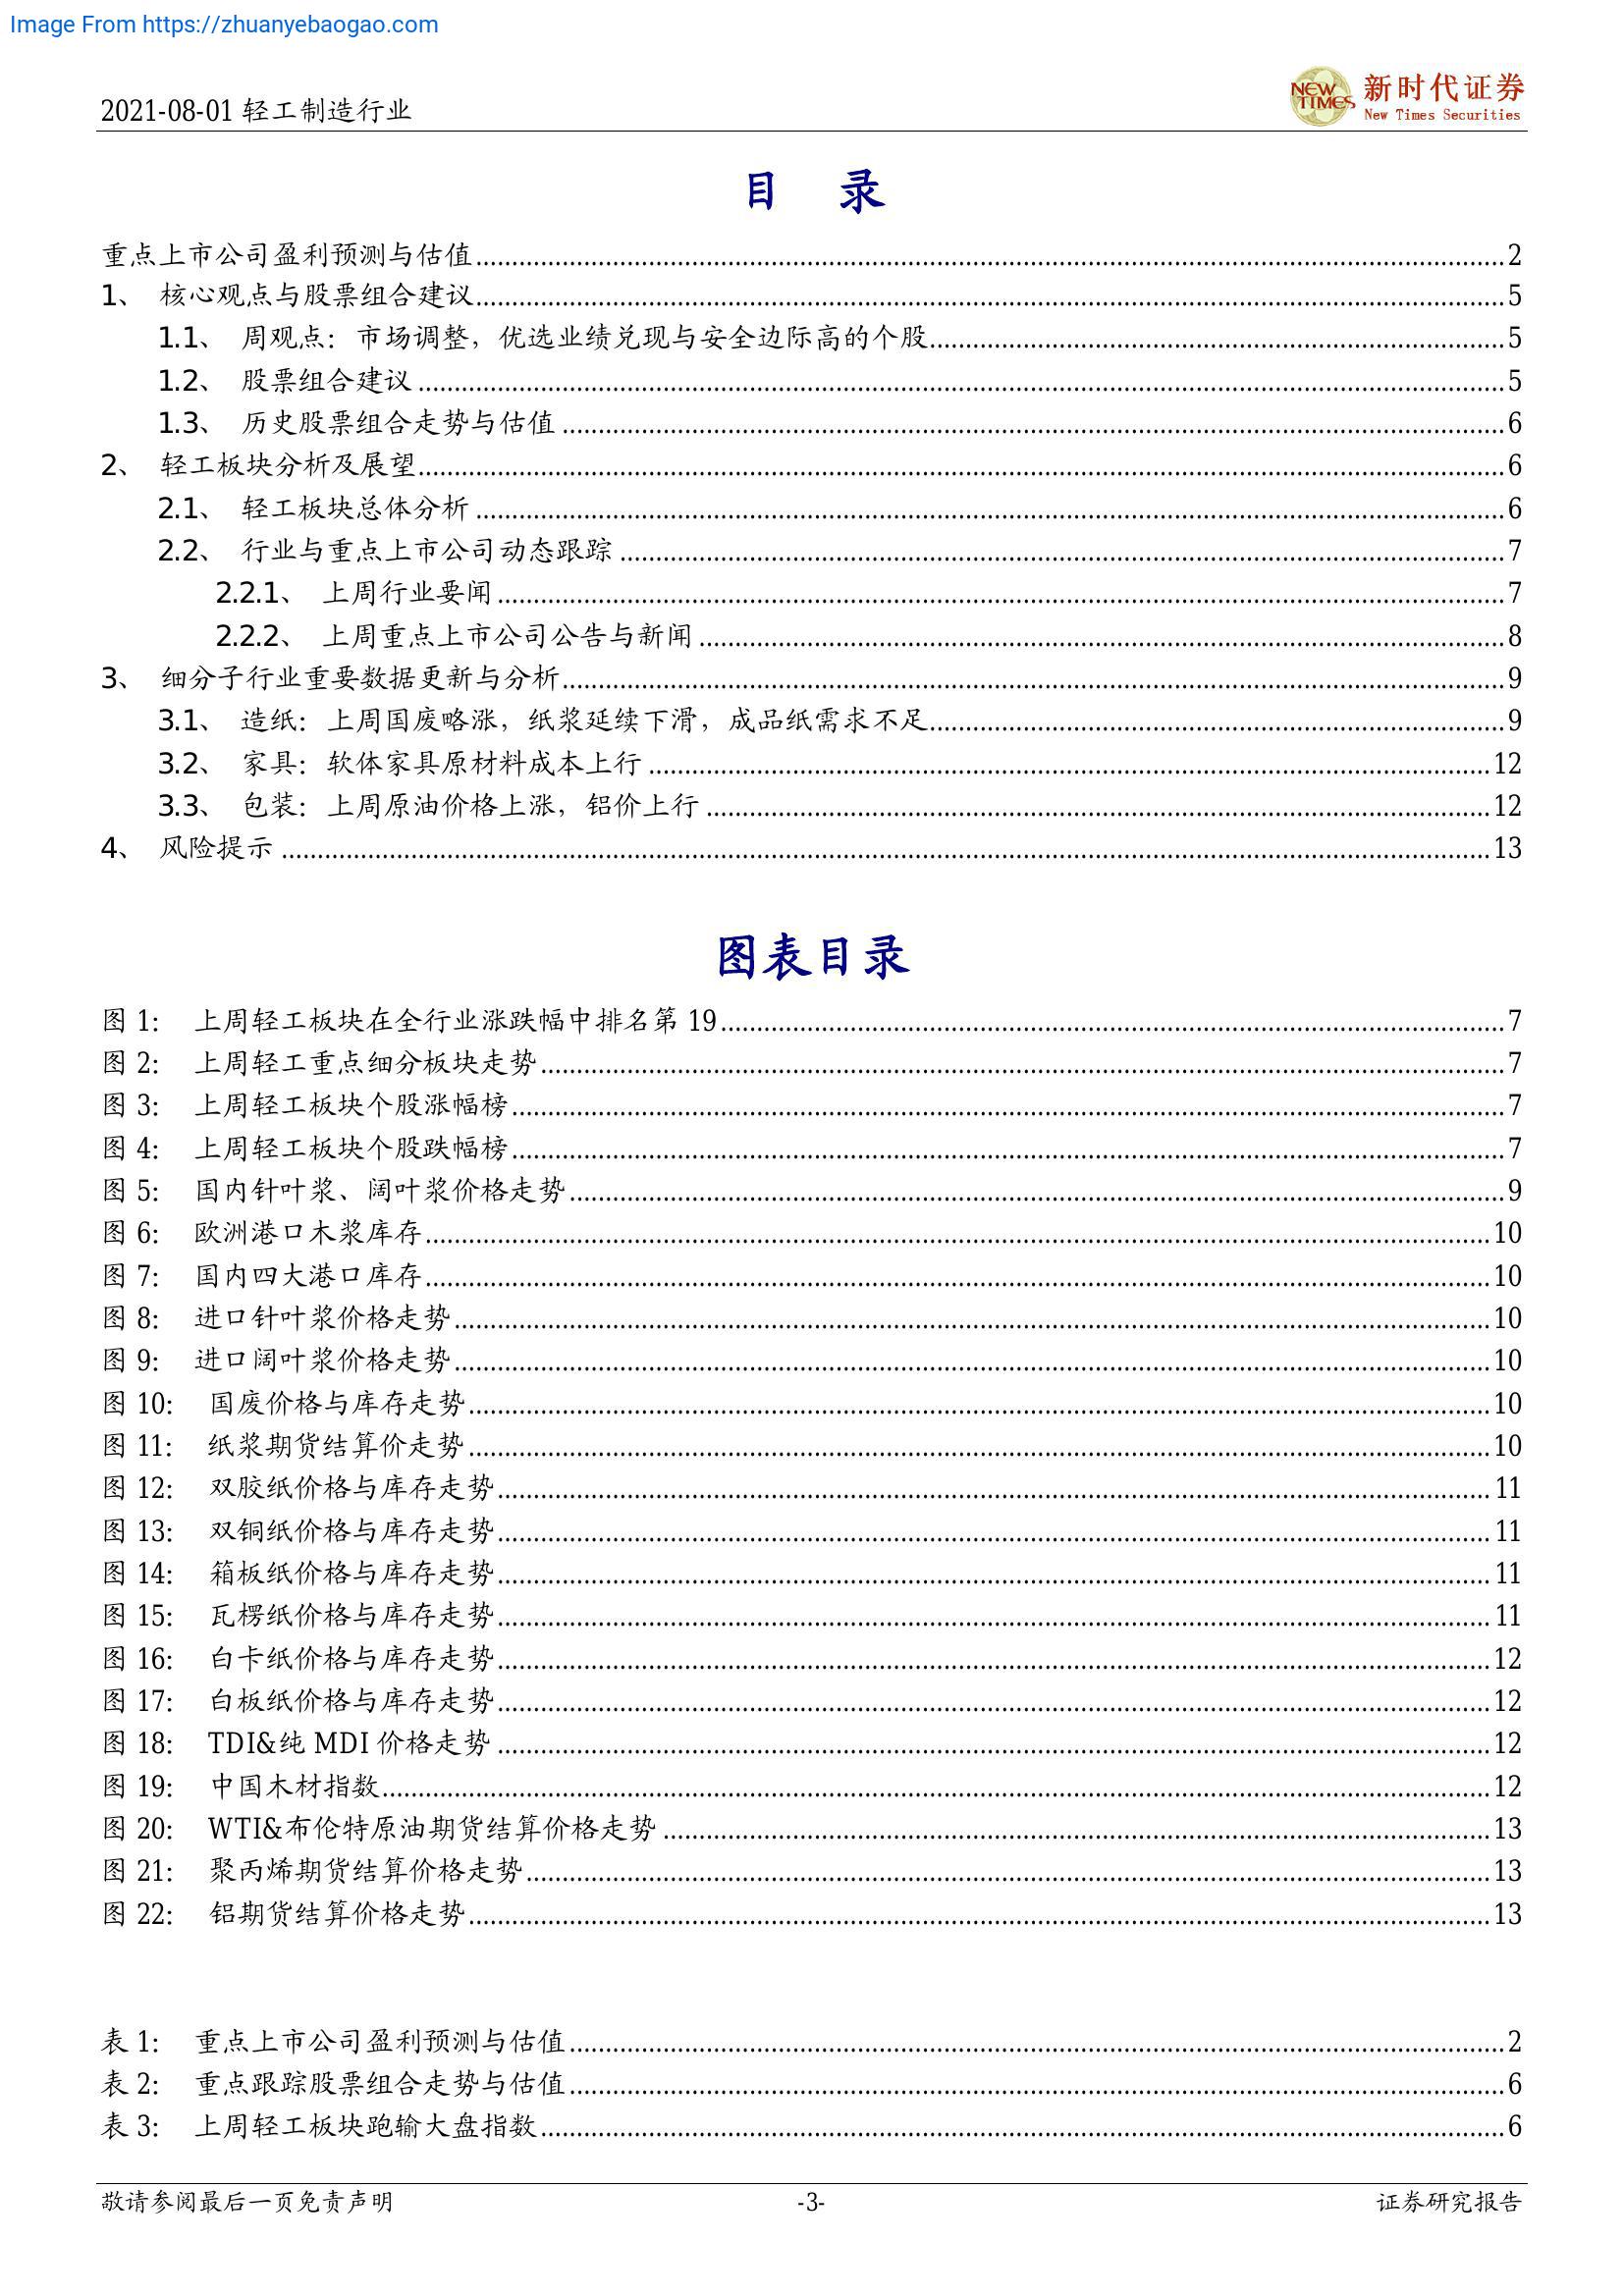 Image From https://zhuanyebaogao.com
2021-08-01 轻工制造行业
NEW TIMES
新时代证券
New Times Securities
目 录
重点上市公司盈利预测与估值 2
1、 核心观点与股票组合建议 5
1.1、 周观点：市场调整，优选业绩兑现与安全边际高的个股 5
1.2、 股票组合建议 5
1.3、 历史股票组合走势与估值 6
2、 轻工板块分析及展望 6
2.1、 轻工板块总体分析 6
2.2、 行业与重点上市公司动态跟踪 7
2.2.1、 上周行业要闻 7
2.2.2、 上周重点上市公司公告与新闻 8
3、 细分子行业重要数据更新与分析 9
3.1、 造纸：上周国废略涨，纸浆延续下滑，成品纸需求不足 9
3.2、 家具：软体家具原材料成本上行 12
3.3、 包装：上周原油价格上涨，铝价上行 12
4、 风险提示 13
图表目录
图 1: 上周轻工板块在全行业涨跌幅中排名第 19 7
图 2: 上周轻工重点细分板块走势 7
图 3: 上周轻工板块个股涨幅榜 7
图 4: 上周轻工板块个股跌幅榜 7
图 5: 国内针叶浆、阔叶浆价格走势 9
图 6: 欧洲港口木浆库存 10
图 7: 国内四大港口库存 10
图 8: 进口针叶浆价格走势 10
图 9: 进口阔叶浆价格走势 10
图 10: 国废价格与库存走势 10
图 11: 纸浆期货结算价走势 10
图 12: 双胶纸价格与库存走势 11
图 13: 双铜纸价格与库存走势 11
图 14: 箱板纸价格与库存走势 11
图 15: 瓦楞纸价格与库存走势 11
图 16: 白卡纸价格与库存走势 12
图 17: 白板纸价格与库存走势 12
图 18: TDI&纯 MDI 价格走势 12
图 19: 中国木材指数 12
图 20: WTI&布伦特原油期货结算价格走势 13
图 21: 聚丙烯期货结算价格走势 13
图 22: 铝期货结算价格走势 13
表 1: 重点上市公司盈利预测与估值 2
表 2: 重点跟踪股票组合走势与估值 6
表 3: 上周轻工板块跑输大盘指数 6
敬请参阅最后一页免责声明 -3- 证券研究报告